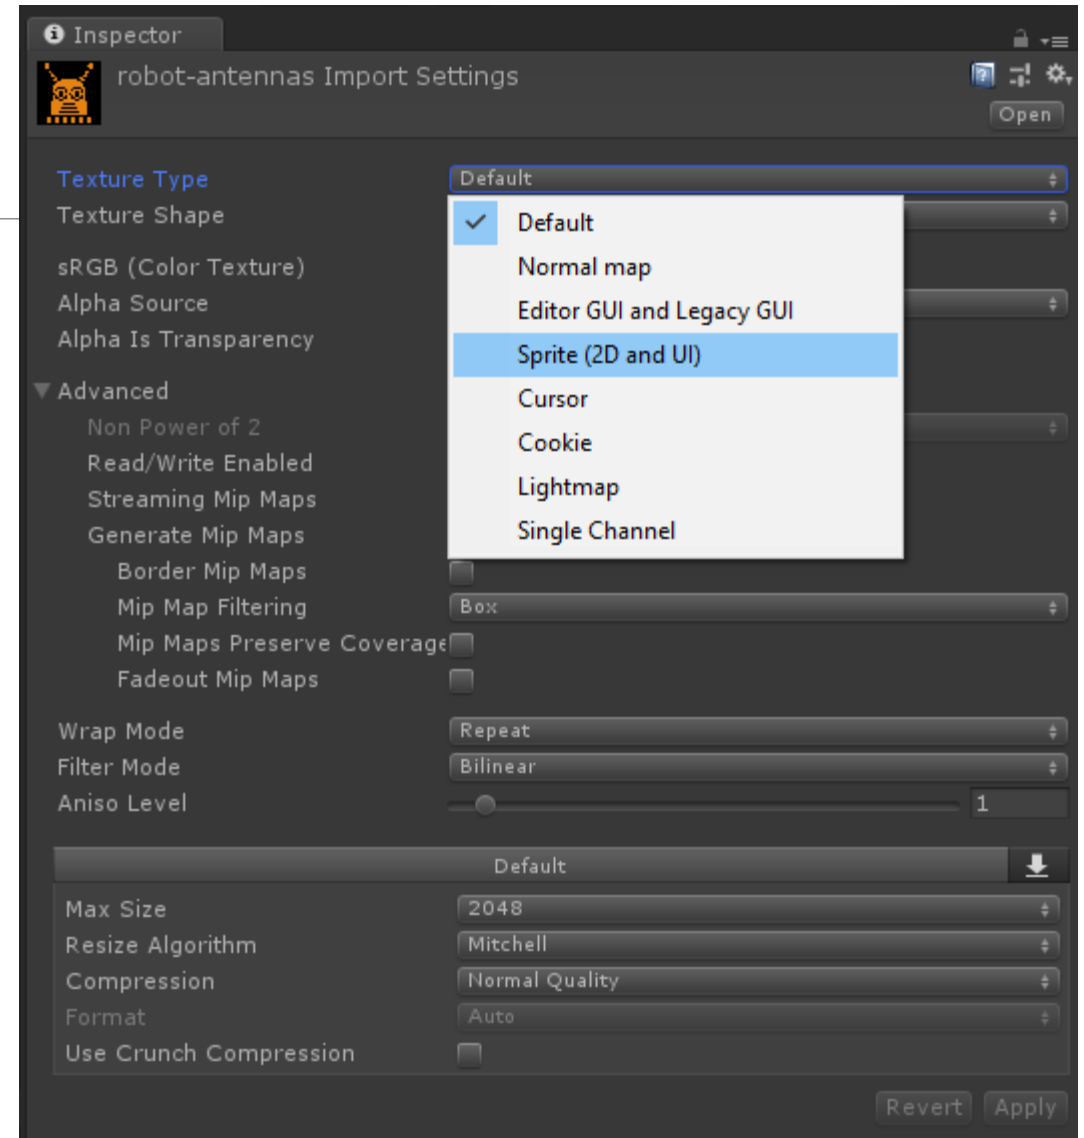 Inspector
robot-antennas Import Settings
Open
Texture Type Default
Texture Shape
Default
Normal map
sRGB (Color Texture)
Alpha Source
Editor GUI and Legacy GUI
Alpha Is Transparency
Sprite (2D and UI)
Advanced
Cursor
Non Power of 2
Cookie
Read/Write Enabled
Lightmap
Streaming Mip Maps
Single Channel
Generate Mip Maps
Border Mip Maps
Mip Map Filtering Box
Mip Maps Preserve Coverage
Fadeout Mip Maps
Wrap Mode Repeat
Filter Mode Bilinear
Aniso Level 1
Default
Max Size 2048
Resize Algorithm Mitchell
Compression Normal Quality
Format Auto
Use Crunch Compression
Revert Apply